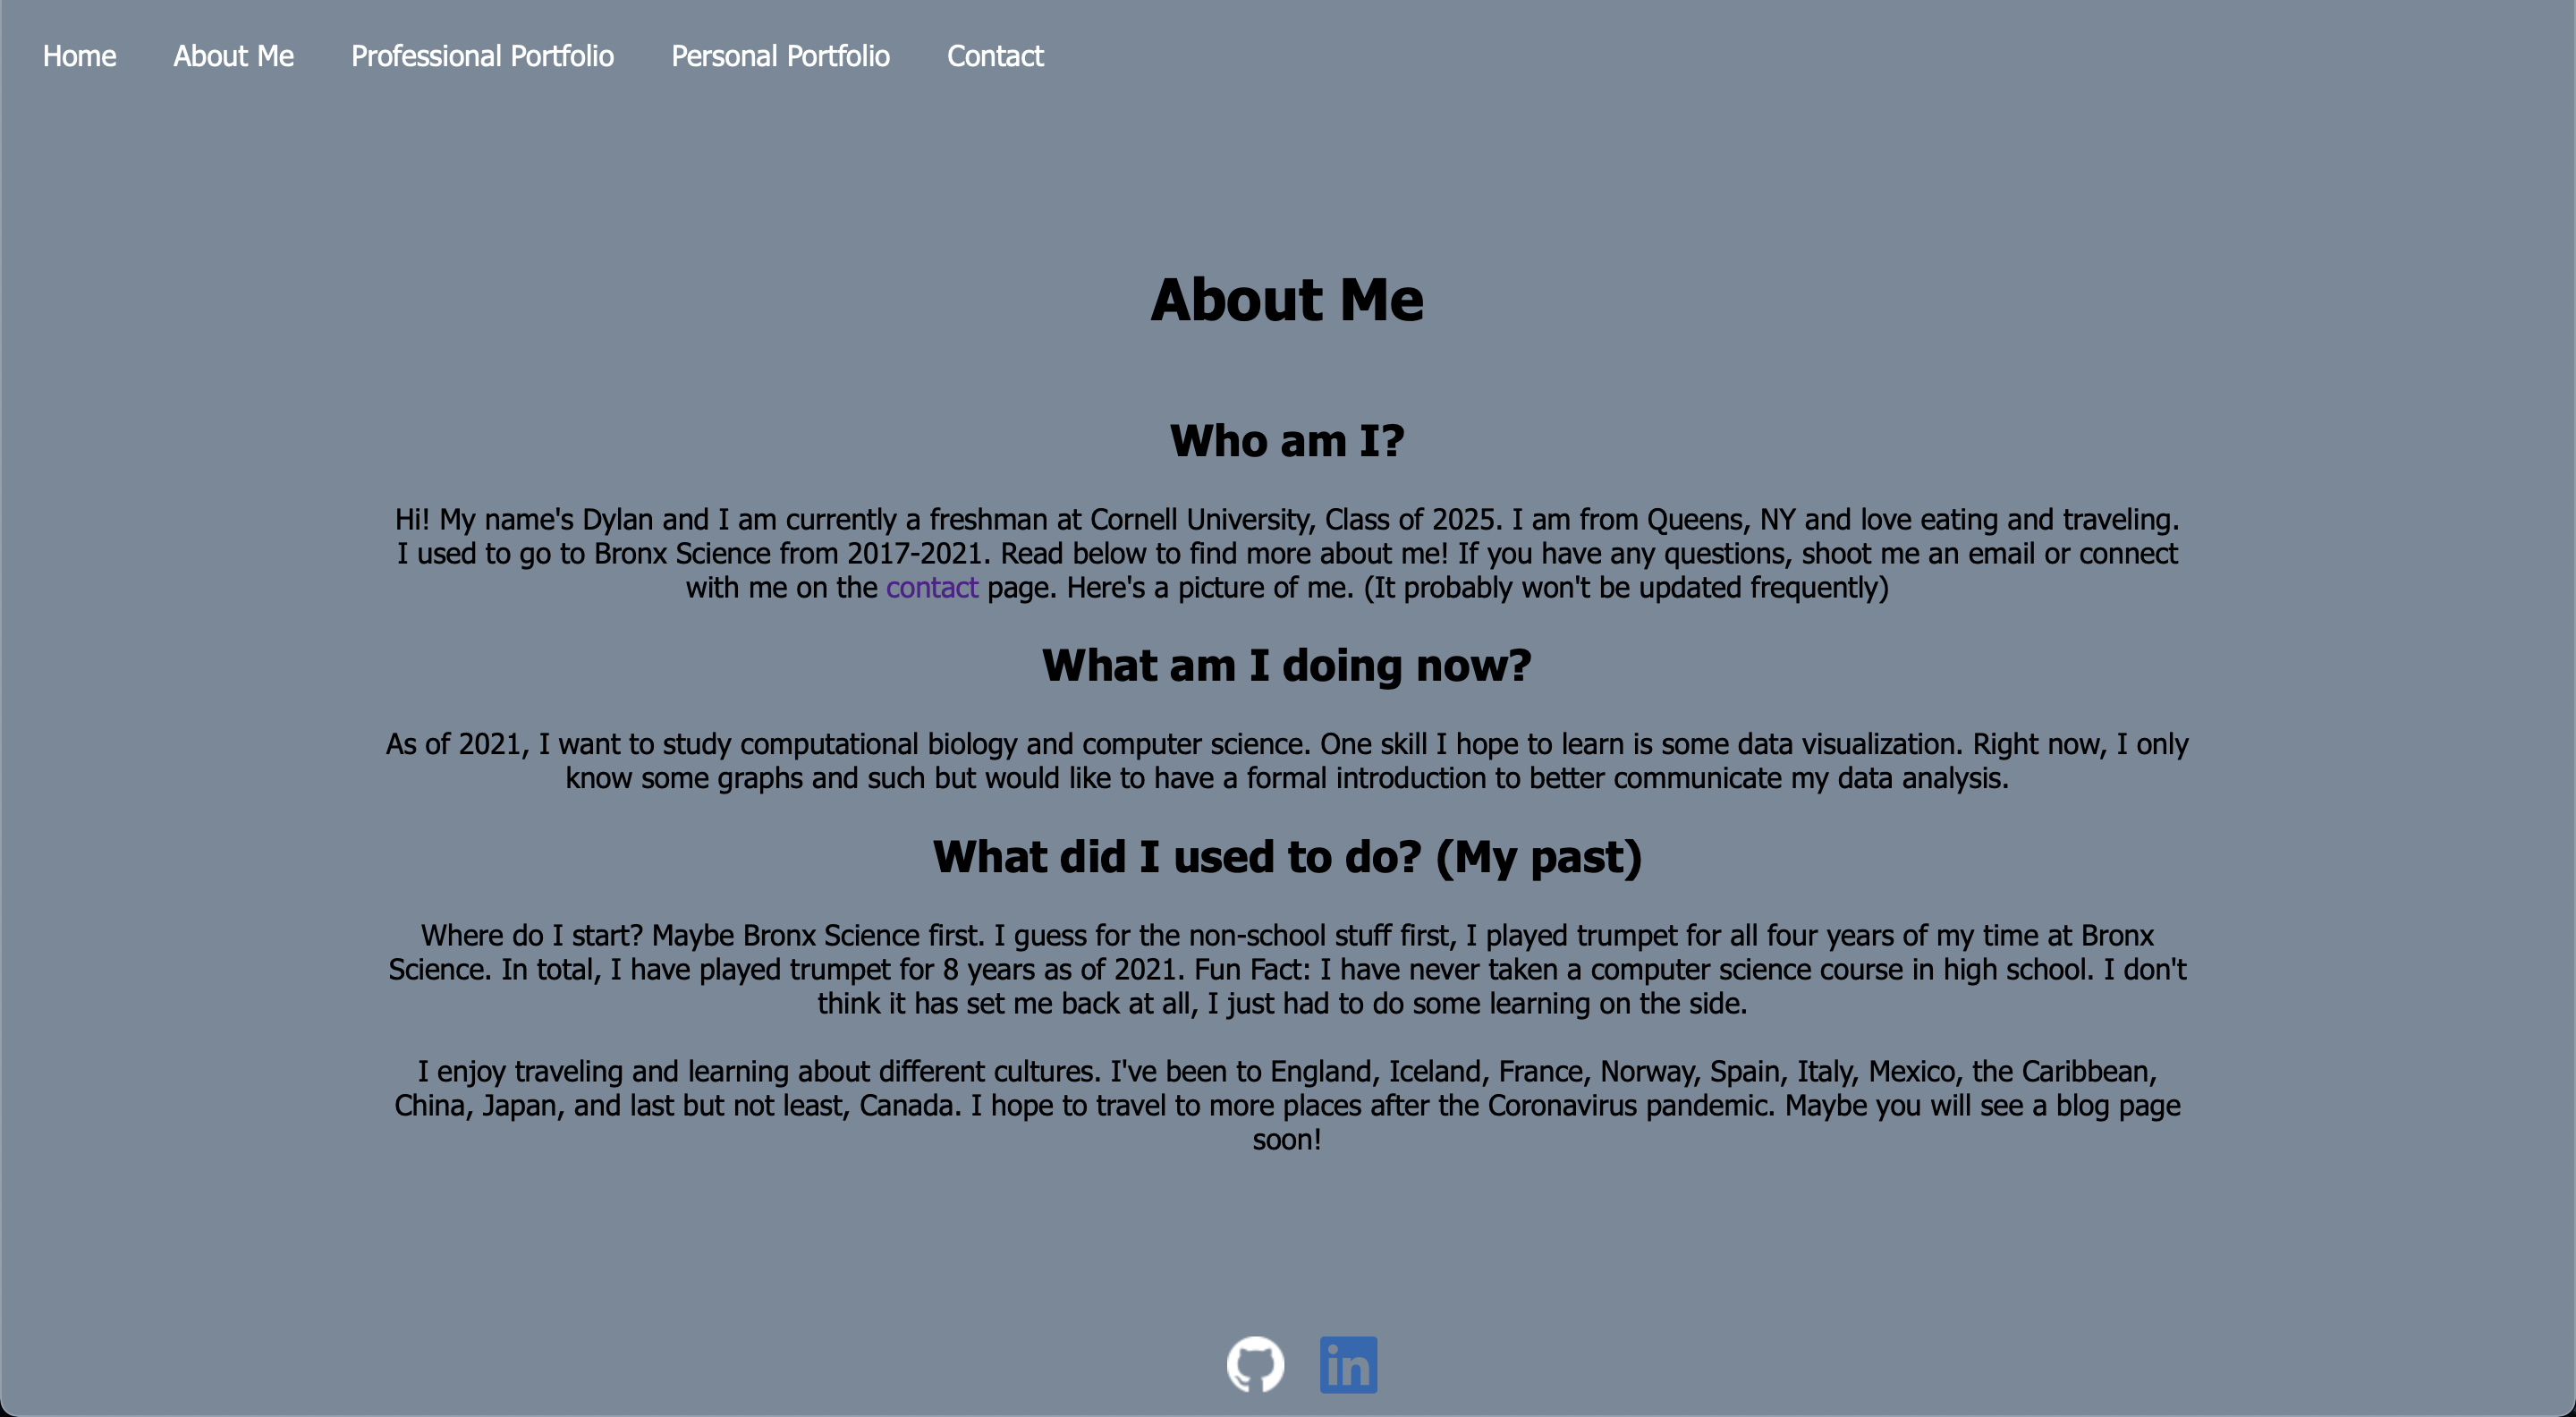 Home About Me Professional Portfolio Personal Portfolio Contact
About Me
Who am I?
Hi! My name's Dylan and I am currently a freshman at Cornell University, Class of 2025. I am from Queens, NY and love eating and traveling.
I used to go to Bronx Science from 2017-2021. Read below to find more about me! If you have any questions, shoot me an email or connect
with me on the contact page. Here's a picture of me. (It probably won't be updated frequently)
What am I doing now?
As of 2021, I want to study computational biology and computer science. One skill I hope to learn is some data visualization. Right now, I only
know some graphs and such but would like to have a formal introduction to better communicate my data analysis.
What did I used to do? (My past)
Where do I start? Maybe Bronx Science first. I guess for the non-school stuff first, I played trumpet for all four years of my time at Bronx
Science. In total, I have played trumpet for 8 years as of 2021. Fun Fact: I have never taken a computer science course in high school. I don't
think it has set me back at all, I just had to do some learning on the side.
I enjoy traveling and learning about different cultures. I've been to England, Iceland, France, Norway, Spain, Italy, Mexico, the Caribbean,
China, Japan, and last but not least, Canada. I hope to travel to more places after the Coronavirus pandemic. Maybe you will see a blog page
soon!
in